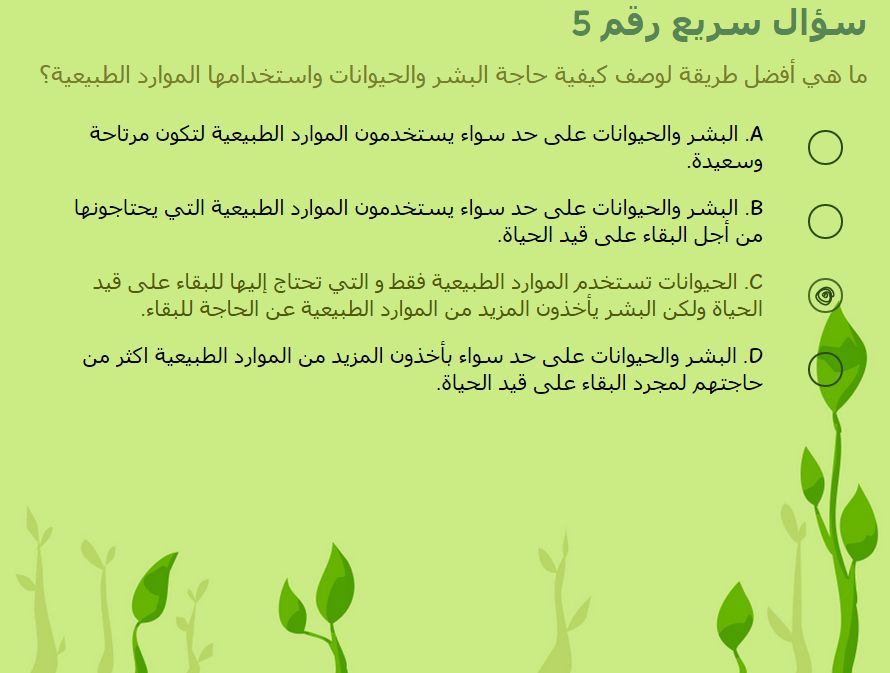 سؤال سريع رقم 5
ما هي أفضل طريقة لوصف كيفية حاجة البشر والحيوانات واستخدامها الموارد الطبيعية؟
A. البشر والحيوانات على حد سواء يستخدمون الموارد الطبيعية لتكون مرتاحة
وسعيدة.
B. البشر والحيوانات على حد سواء يستخدمون الموارد الطبيعية التي يحتاجونها
من أجل البقاء على قيد الحياة.
C. الحيوانات تستخدم الموارد الطبيعية فقط و التي تحتاج إليها للبقاء على قيد
الحياة ولكن البشر يأخذون المزيد من الموارد الطبيعية عن الحاجة للبقاء.
D. البشر والحيوانات على حد سواء بأخذون المزيد من الموارد الطبيعية اكثر من
حاجتهم لمجرد البقاء على قيد الحياة.